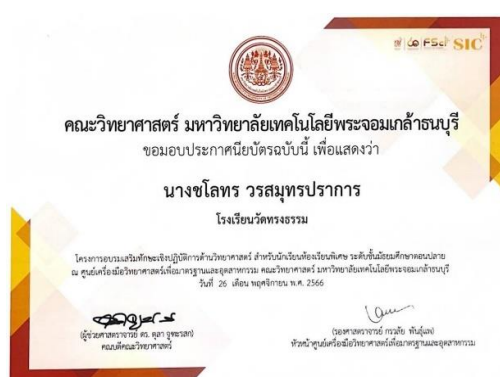 FSci SIC
คณะวิทยาศาสตร์ มหาวิทยาลัยเทคโนโลยีพระจอมเกล้าธนบุรี
ขอมอบประกาศนียบัตรฉบับนี้ เพื่อแสดงว่า
นางชโลทร วรสมุทรปราการ
โรงเรียนวัดทรงธรรม
โครงการอบรมเสริมทักษะเชิงปฏิบัติการด้านวิทยาศาสตร์ สำหรับนักเรียนห้องเรียนพิเศษ ระดับชั้นมัธยมศึกษาตอนปลาย
ณ ศูนย์เครื่องมือวิทยาศาสตร์เพื่อมาตรฐานและอุตสาหกรรม คณะวิทยาศาสตร์ มหาวิทยาลัยเทคโนโลยีพระจอมเกล้าธนบุรี
วันที่ 26 เดือน พฤศจิกายน พ.ศ. 2566
(ผู้ช่วยศาสตราจารย์ ดร. ดุลา จุฑะรสก)
คณบดีคณะวิทยาศาสตร์
(รองศาสตราจารย์ กรวลัย พันธุ์แพ)
หัวหน้าศูนย์เครื่องมือวิทยาศาสตร์เพื่อมาตรฐานและอุตสาหกรรม